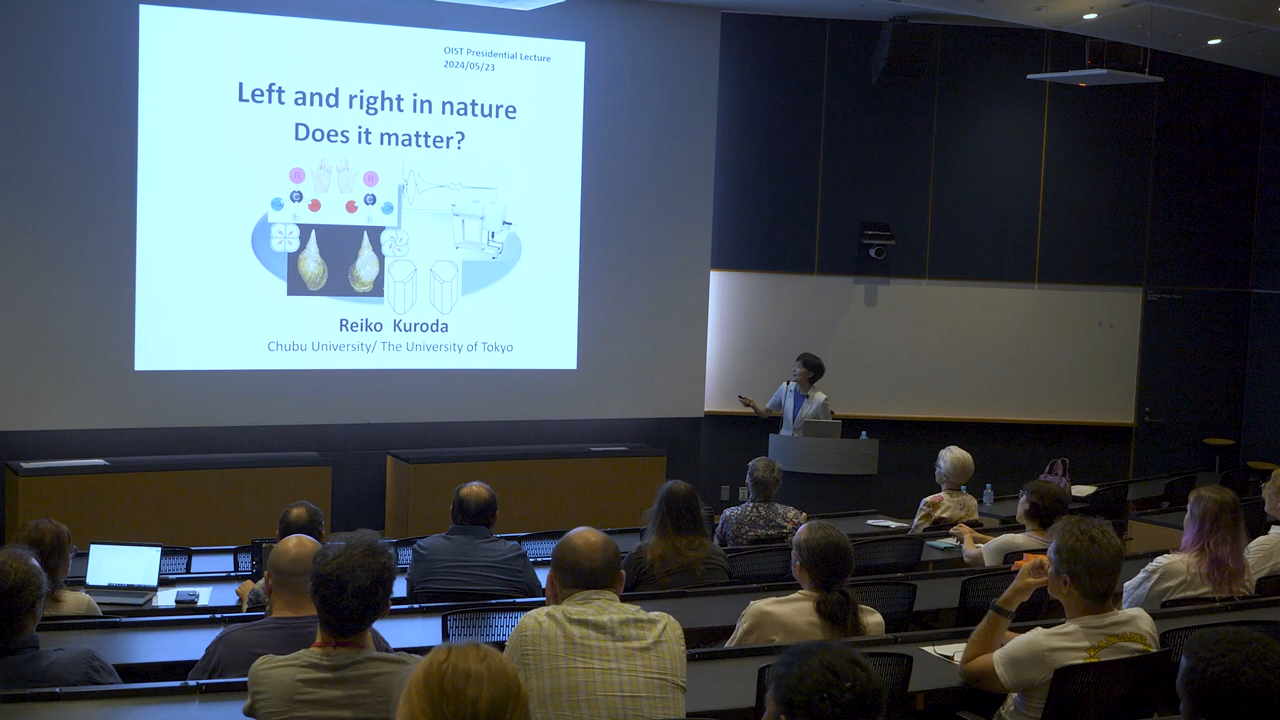 OIST Presidential Lecture
2024/05/23
Left and right in nature
Does it matter?
R
R
C
C
H
H
Reiko Kuroda
Chubu University/ The University of Tokyo